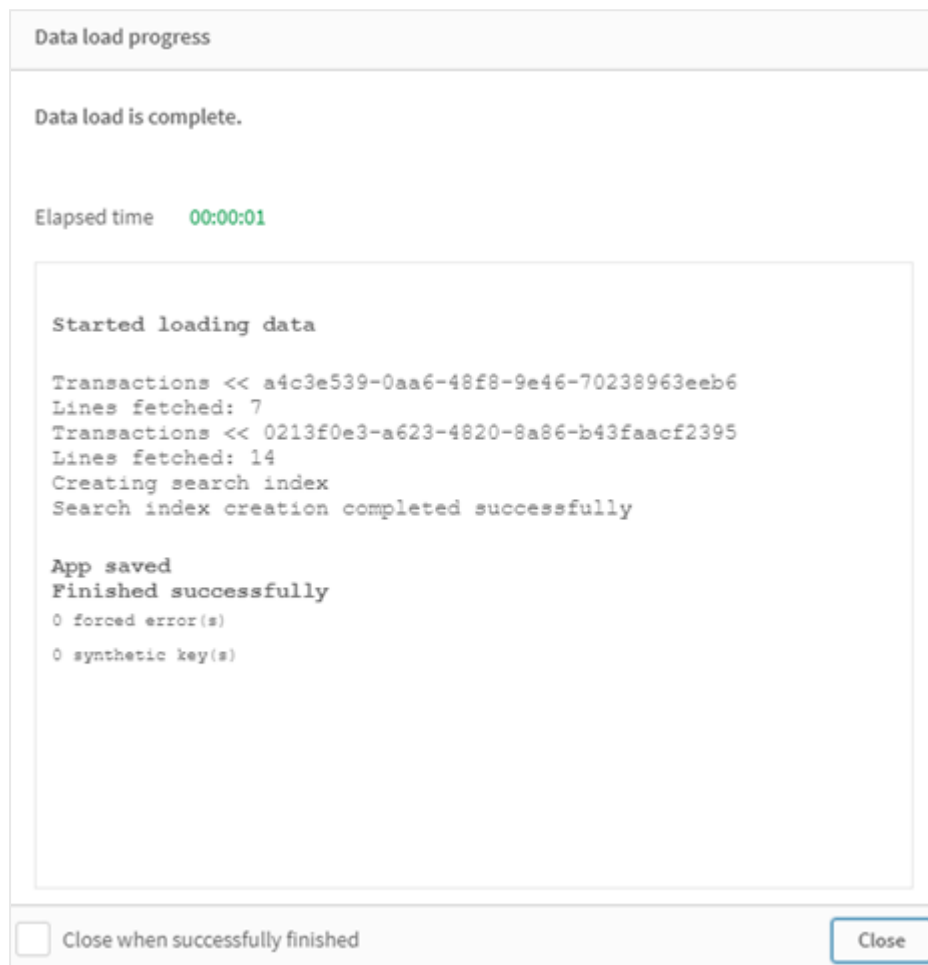 Data load progress
Data load is complete.
Elapsed time 00:00:01
Started loading data
Transactions << a4c3e539-0aa6-48f8-9e46-70238963eeb6
Lines fetched: 7
Transactions << 0213f0e3-a623-4820-8a86-b43faacf2395
Lines fetched: 14
Creating search index
Search index creation completed successfully
App saved
Finished successfully
0 forced error(s)
0 synthetic key(s)
Close when successfully finished Close